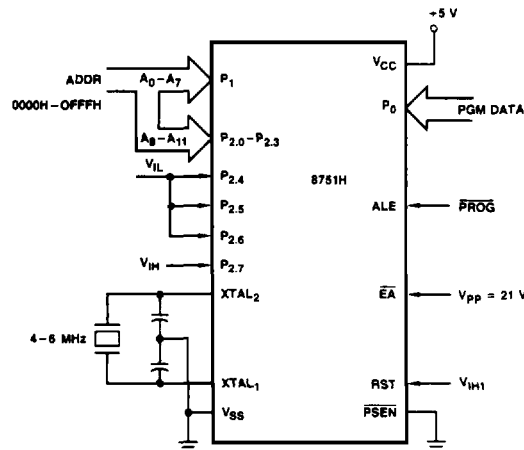 +5 V
VCC
ADDR
A0-A7
P1
P0
0000H-OFFFH
PGM DATA
A8-A11
P2.0-P2.3
VIL
P2.4
8751H
P2.5
ALE
PROG
P2.6
VIH
P2.7
XTAL2
EA
VPP = 21 V
4-6 MHz
XTAL1
RST
VIH1
VSS
PSEN